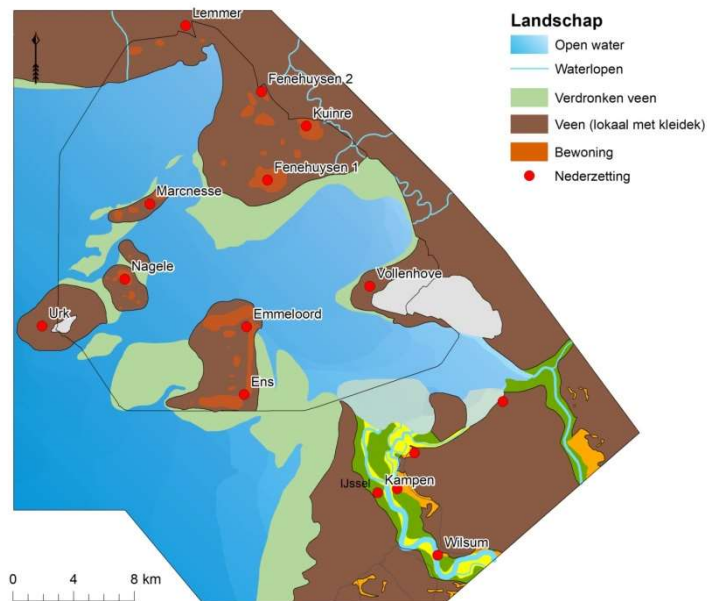 Lemmer
Fenehuysen 2
Kuinre
Fenehuysen 1
Marcnesse
Nagele
Vollenhove
Urk
Emmeloord
Ens
IJssel
Kampen
Wilsum
0 4 8 km
Landschap
Open water
Waterlopen
Verdronken veen
Veen (lokaal met kleidek)
Bewoning
Nederzetting